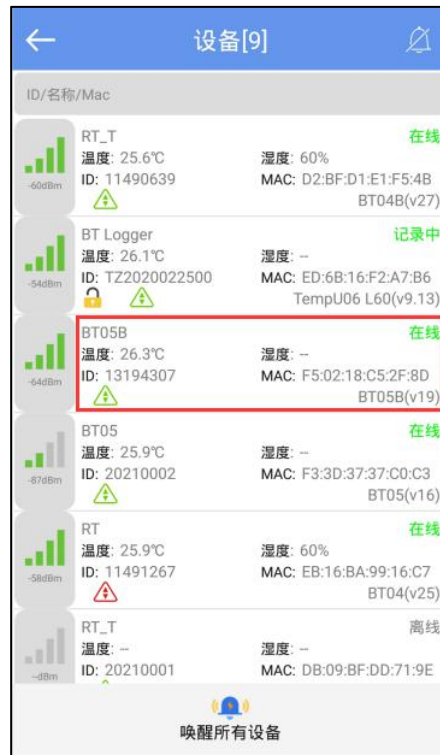 设备[9]
ID/名称/Mac
RT_T 在线
温度: 25.6℃ 湿度: 60%
-60dBm ID: 11490639 MAC: D2:BF:D1:E1:F5:4B
BT04B(v27)
BT Logger 记录中
温度: 26.1℃ 湿度: --
-54dBm ID: TZ2020022500 MAC: ED:6B:16:F2:A7:B6
TempU06 L60(v9.13)
BT05B 在线
温度: 26.3℃ 湿度: --
-64dBm ID: 13194307 MAC: F5:02:18:C5:2F:8D
BT05B(v19)
BT05 在线
温度: 25.9℃ 湿度: --
-87dBm ID: 20210002 MAC: F3:3D:37:37:C0:C3
BT05(v16)
RT 在线
温度: 25.9℃ 湿度: 60%
-58dBm ID: 11491267 MAC: EB:16:BA:99:16:C7
BT04(v25)
RT_T 离线
温度: -- 湿度: --
--dBm ID: 20210001 MAC: DB:09:BF:DD:71:9E
唤醒所有设备